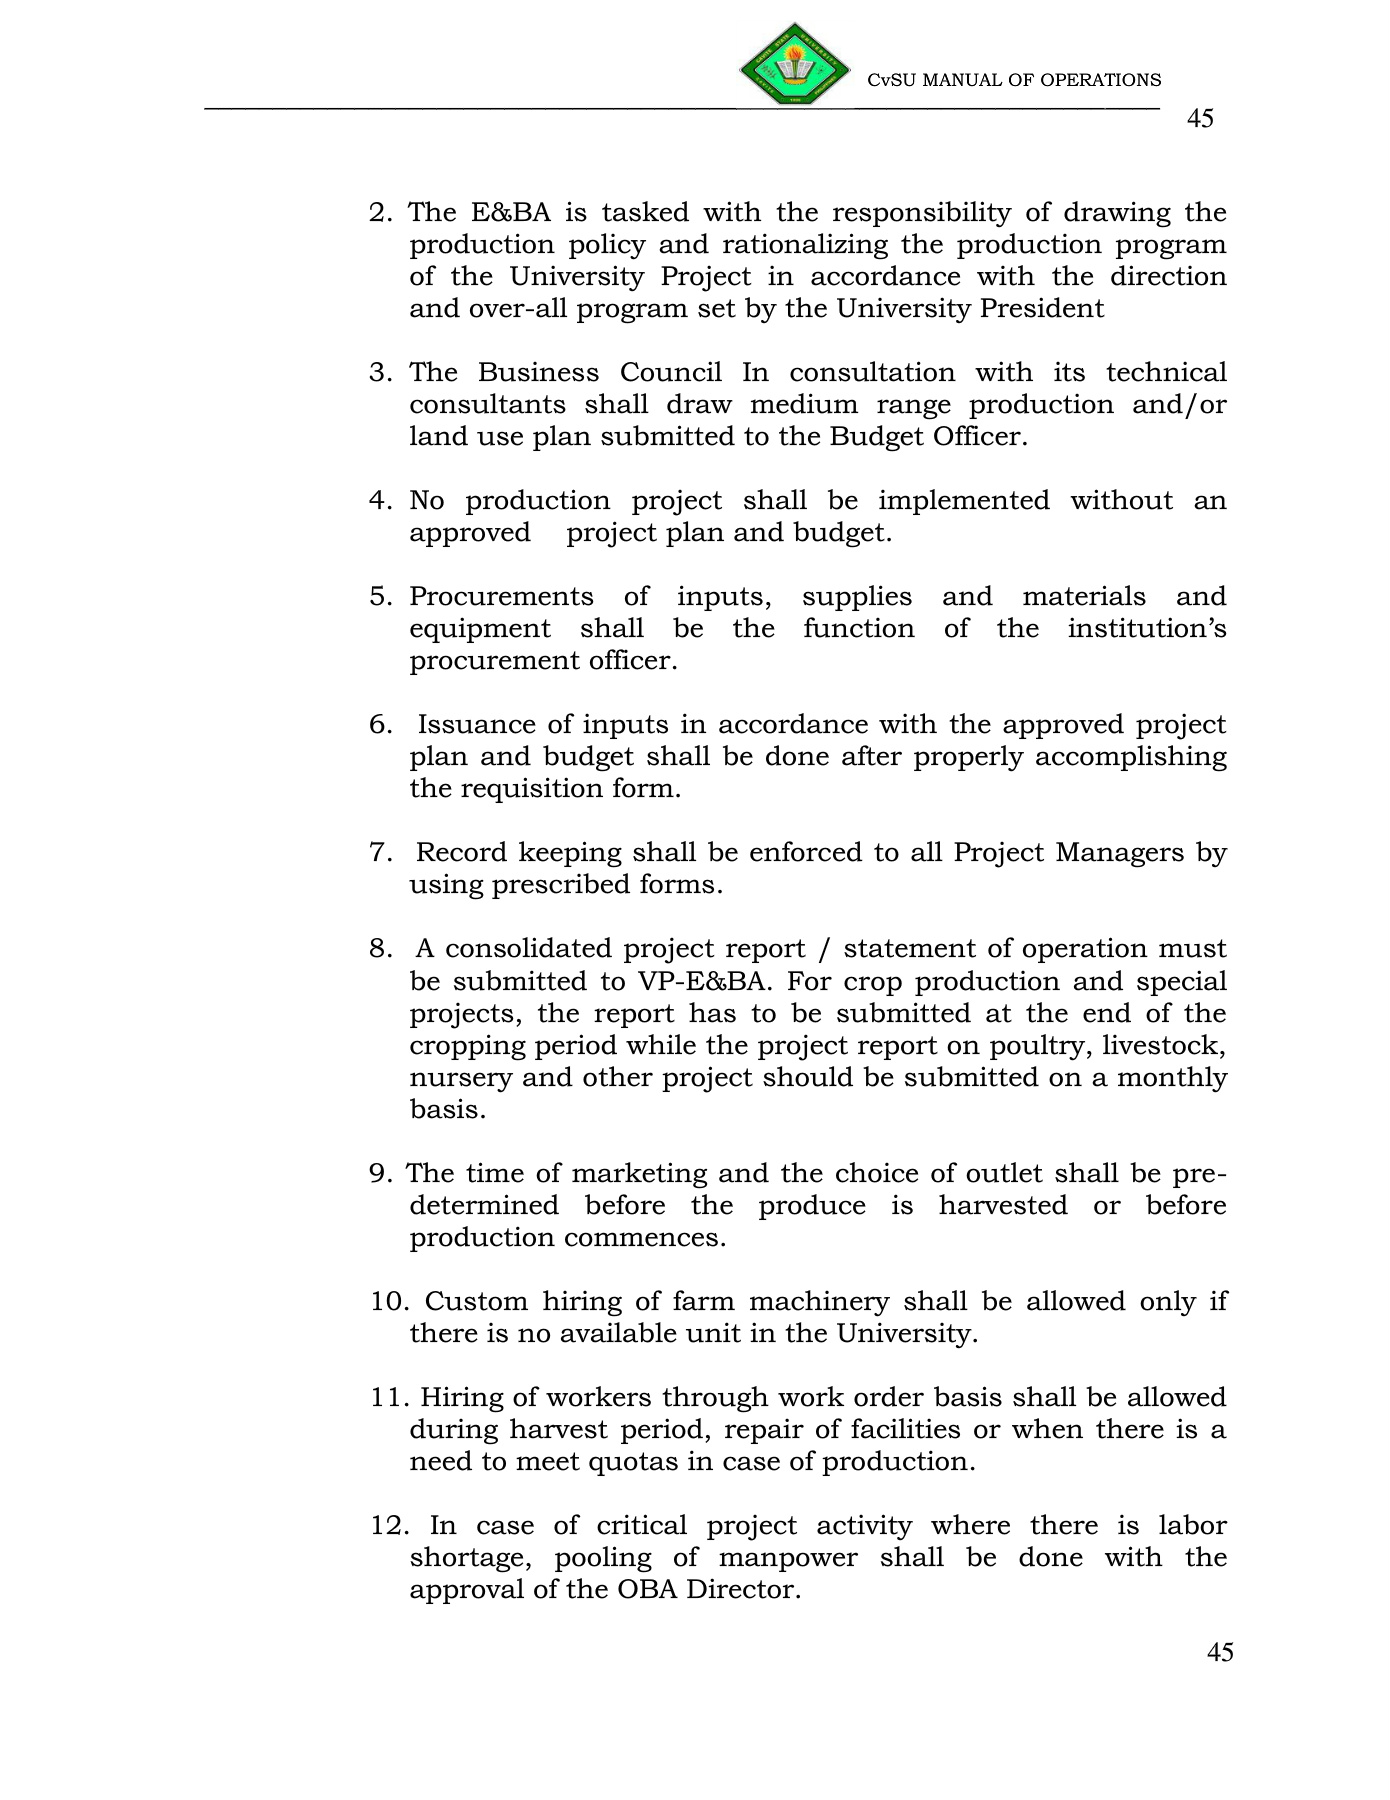 CvSU MANUAL OF OPERATIONS
45
2. The E&BA is tasked with the responsibility of drawing the
production policy and rationalizing the production program
of the University Project in accordance with the direction
and over-all program set by the University President
3. The Business Council In consultation with its technical
consultants shall draw medium range production and/or
land use plan submitted to the Budget Officer.
4. No production project shall be implemented without an
approved project plan and budget.
5. Procurements of inputs, supplies and materials and
equipment shall be the function of the institution’s
procurement officer.
6. Issuance of inputs in accordance with the approved project
plan and budget shall be done after properly accomplishing
the requisition form.
7. Record keeping shall be enforced to all Project Managers by
using prescribed forms.
8. A consolidated project report / statement of operation must
be submitted to VP-E&BA. For crop production and special
projects, the report has to be submitted at the end of the
cropping period while the project report on poultry, livestock,
nursery and other project should be submitted on a monthly
basis.
9. The time of marketing and the choice of outlet shall be pre-
determined before the produce is harvested or before
production commences.
10. Custom hiring of farm machinery shall be allowed only if
there is no available unit in the University.
11. Hiring of workers through work order basis shall be allowed
during harvest period, repair of facilities or when there is a
need to meet quotas in case of production.
12. In case of critical project activity where there is labor
shortage, pooling of manpower shall be done with the
approval of the OBA Director.
45